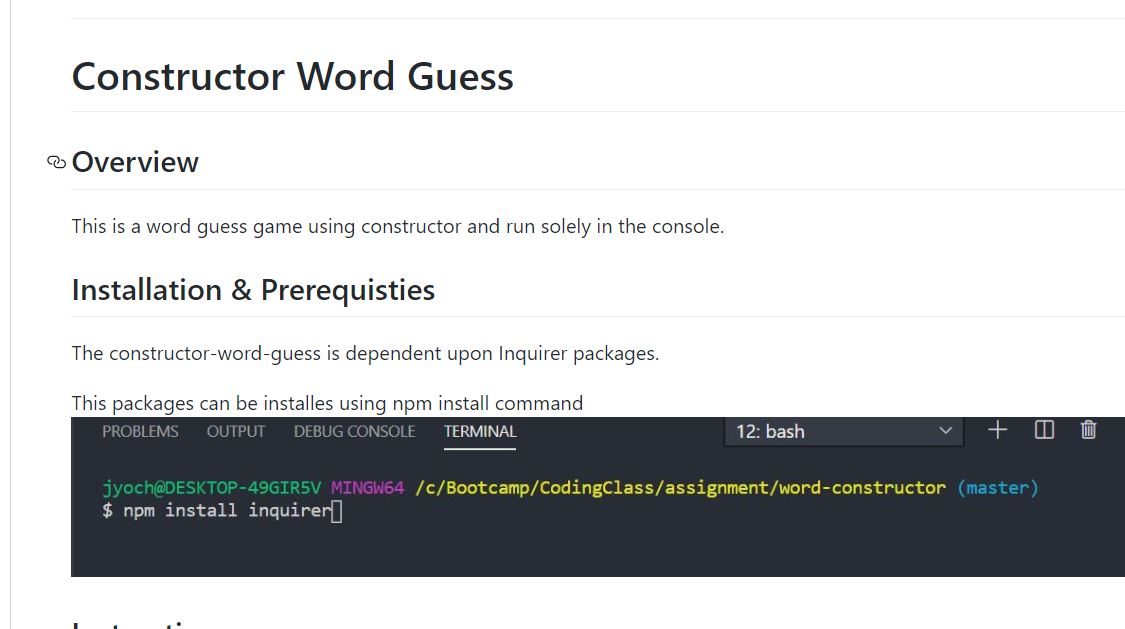 Constructor Word Guess
Overview
This is a word guess game using constructor and run solely in the console.
Installation & Prerequisties
The constructor-word-guess is dependent upon Inquirer packages.
This packages can be installes using npm install command
PROBLEMS OUTPUT DEBUG CONSOLE TERMINAL 12: bash
jyoch@DESKTOP-49GIR5V MINGW64 /c/Bootcamp/CodingClass/assignment/word-constructor (master)
$ npm install inquirer